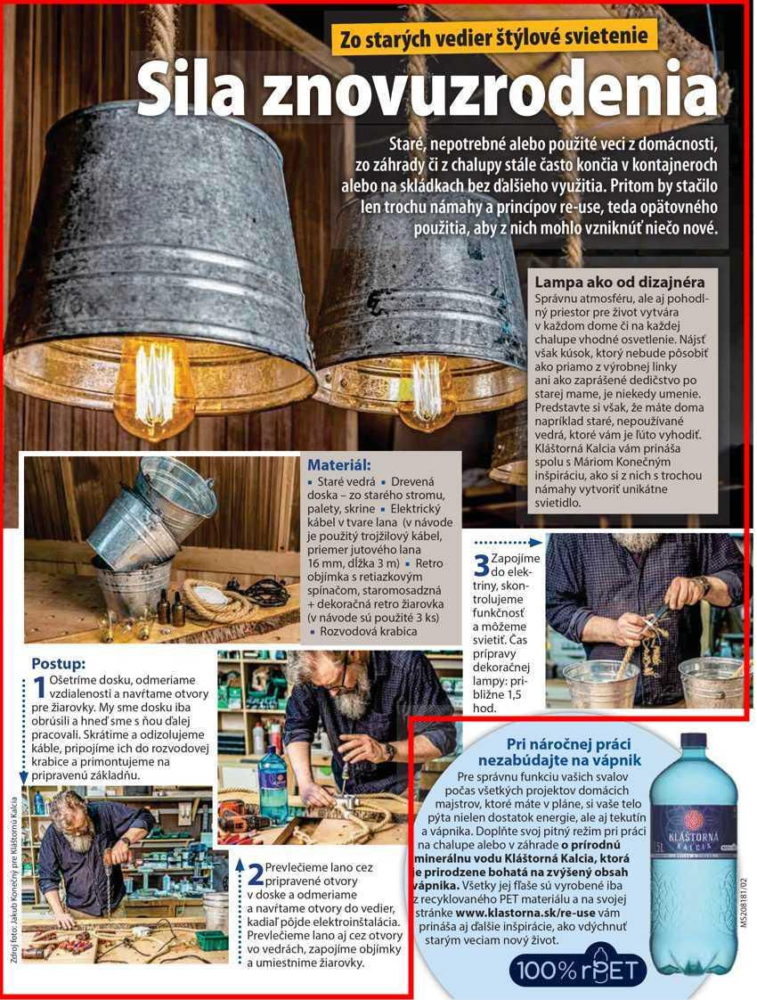 Zo starých vedier štýlové svietenie
Sila znovuzrodenia
Staré, nepotrebné alebo použité veci z domácnosti,
zo záhrady či z chalupy stále často končia v kontajneroch
alebo na skládkach bez ďalšieho využitia. Pritom by stačilo
len trochu námahy a princípov re-use, teda opätovného
použitia, aby z nich mohlo vzniknúť niečo nové.
Lampa ako od dizajnéra
Správnu atmosféru, ale aj pohodl-
ný priestor pre život vytvára
v každom dome či na každej
chalupe vhodné osvetlenie. Nájsť
však kúsok, ktorý nebude pôsobiť
ako priamo z výrobnej linky
ani ako zaprášené dedičstvo po
starej mame, je niekedy umenie.
Predstavte si však, že máte doma
napríklad staré, nepoužívané
vedrá, ktoré vám je ľúto vyhodiť.
Kláštorná Kalcia vám prináša
spolu s Máriom Konečným
inšpiráciu, ako si z nich s trochou
námahy vytvoriť unikátne
svietidlo.
Materiál:
▪ Staré vedrá ▪ Drevená
doska – zo starého stromu,
palety, skrine ▪ Elektrický
kábel v tvare lana (v návode
je použitý trojžilový kábel,
priemer jutového lana
16 mm, dĺžka 3 m) ▪ Retro
objímka s retiazkovým
spínačom, staromosadzná
+ dekoračná retro žiarovka
(v návode sú použité 3 ks)
▪ Rozvodová krabica
Postup:
1 Ošetríme dosku, odmeriame
vzdialenosti a navŕtame otvory
pre žiarovky. My sme dosku iba
obrúsili a hneď sme s ňou ďalej
pracovali. Skrátime a odizolujeme
káble, pripojíme ich do rozvodovej
krabice a primontujeme na
pripravenú základňu.
2 Prevlečieme lano cez
pripravené otvory
v doske a odmeriame
a navŕtame otvory do vedier,
kadiaľ pôjde elektroinštalácia.
Prevlečieme lano aj cez otvory
vo vedrách, zapojíme objímky
a umiestnime žiarovky.
3 Zapojíme
do elek-
triny, skon-
trolujeme
funkčnosť
a môžeme
svietiť. Čas
prípravy
dekoračnej
lampy: pri-
bližne 1,5
hod.
Pri náročnej práci
nezabúdajte na vápnik
Pre správnu funkciu vašich svalov
počas všetkých projektov domácich
majstrov, ktoré máte v pláne, si vaše telo
pýta nielen dostatok energie, ale aj tekutín
a vápnika. Doplňte svoj pitný režim pri práci
na chalupe alebo v záhrade o prírodnú
minerálnu vodu Kláštorná Kalcia, ktorá
je prirodzene bohatá na zvýšený obsah
vápnika. Všetky jej fľaše sú vyrobené iba
z recyklovaného PET materiálu a na svojej
stránke www.klastorna.sk/re-use vám
prináša aj ďalšie inšpirácie, ako vdýchnuť
starým veciam nový život.
100% rPET
KLÁŠTORNÁ
KALCIA
Zdroj foto: Jakub Konečný pre Kláštornú Kalcia
MS208181/02